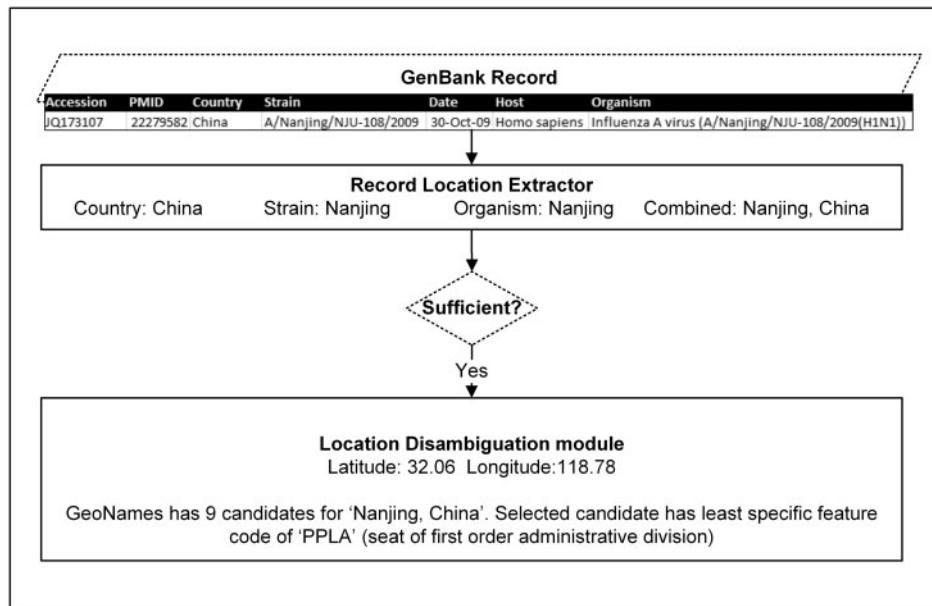 GenBank Record
Accession PMID Country Strain Date Host Organism
JQ173107 22279582 China A/Nanjing/NJU-108/2009 30-Oct-09 Homo sapiens Influenza A virus (A/Nanjing/NJU-108/2009(H1N1))
Record Location Extractor
Country: China Strain: Nanjing Organism: Nanjing Combined: Nanjing, China
Sufficient?
Yes
Location Disambiguation module
Latitude: 32.06 Longitude:118.78
GeoNames has 9 candidates for ‘Nanjing, China’. Selected candidate has least specific feature
code of ‘PPLA’ (seat of first order administrative division)